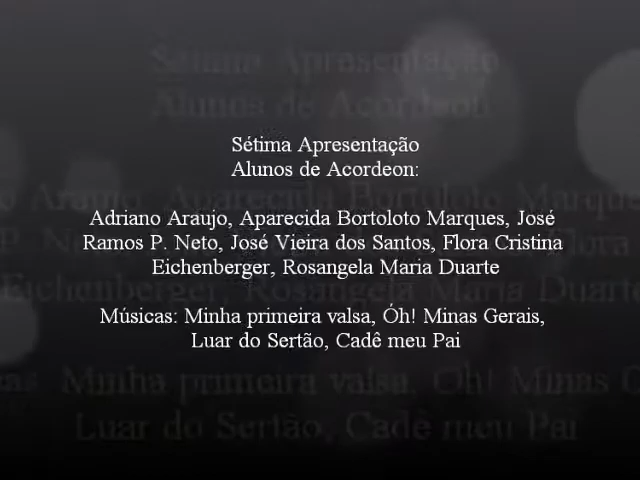 Sétima Apresentação
Alunos de Acordeon:
Adriano Araujo, Aparecida Bortoloto Marques, José
Ramos P. Neto, José Vieira dos Santos, Flora Cristina
Eichenberger, Rosangela Maria Duarte
Músicas: Minha primeira valsa, Óh! Minas Gerais,
Luar do Sertão, Cadê meu Pai